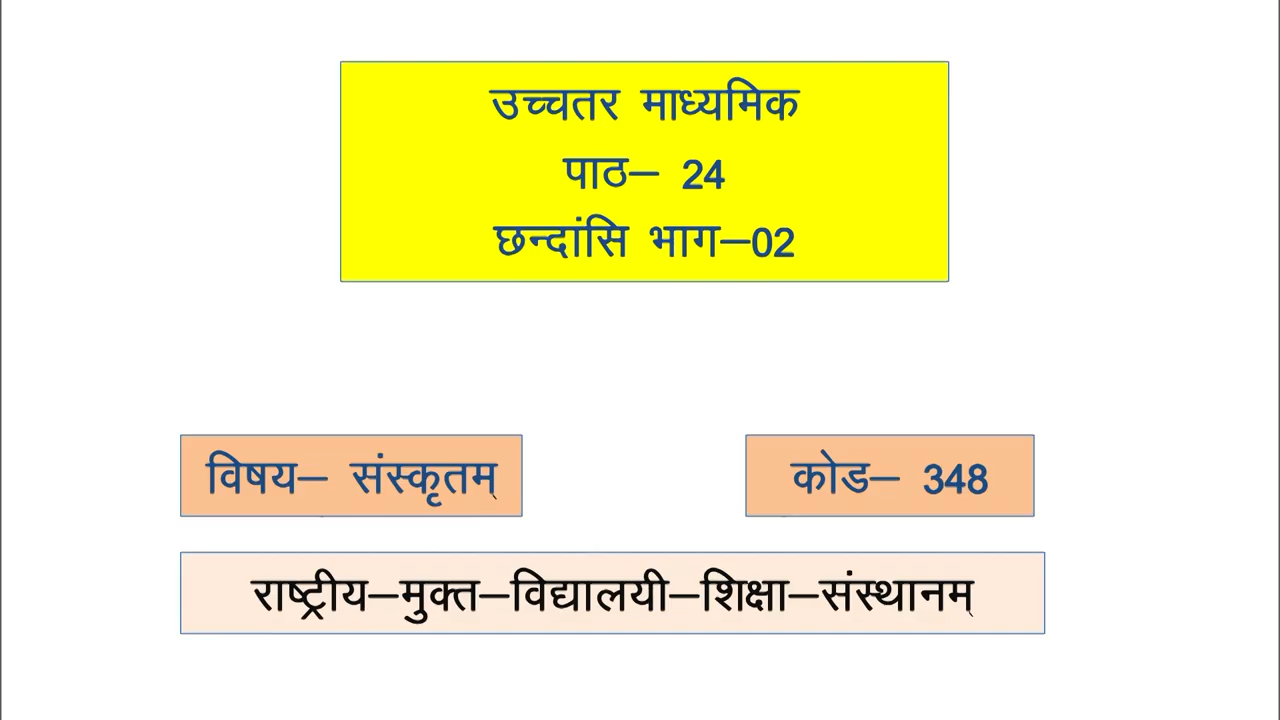 उच्चतर माध्यमिक
पाठ– 24
छन्दांसि भाग–02
विषय– संस्कृतम्
कोड– 348
राष्ट्रीय–मुक्त–विद्यालयी–शिक्षा–संस्थानम्